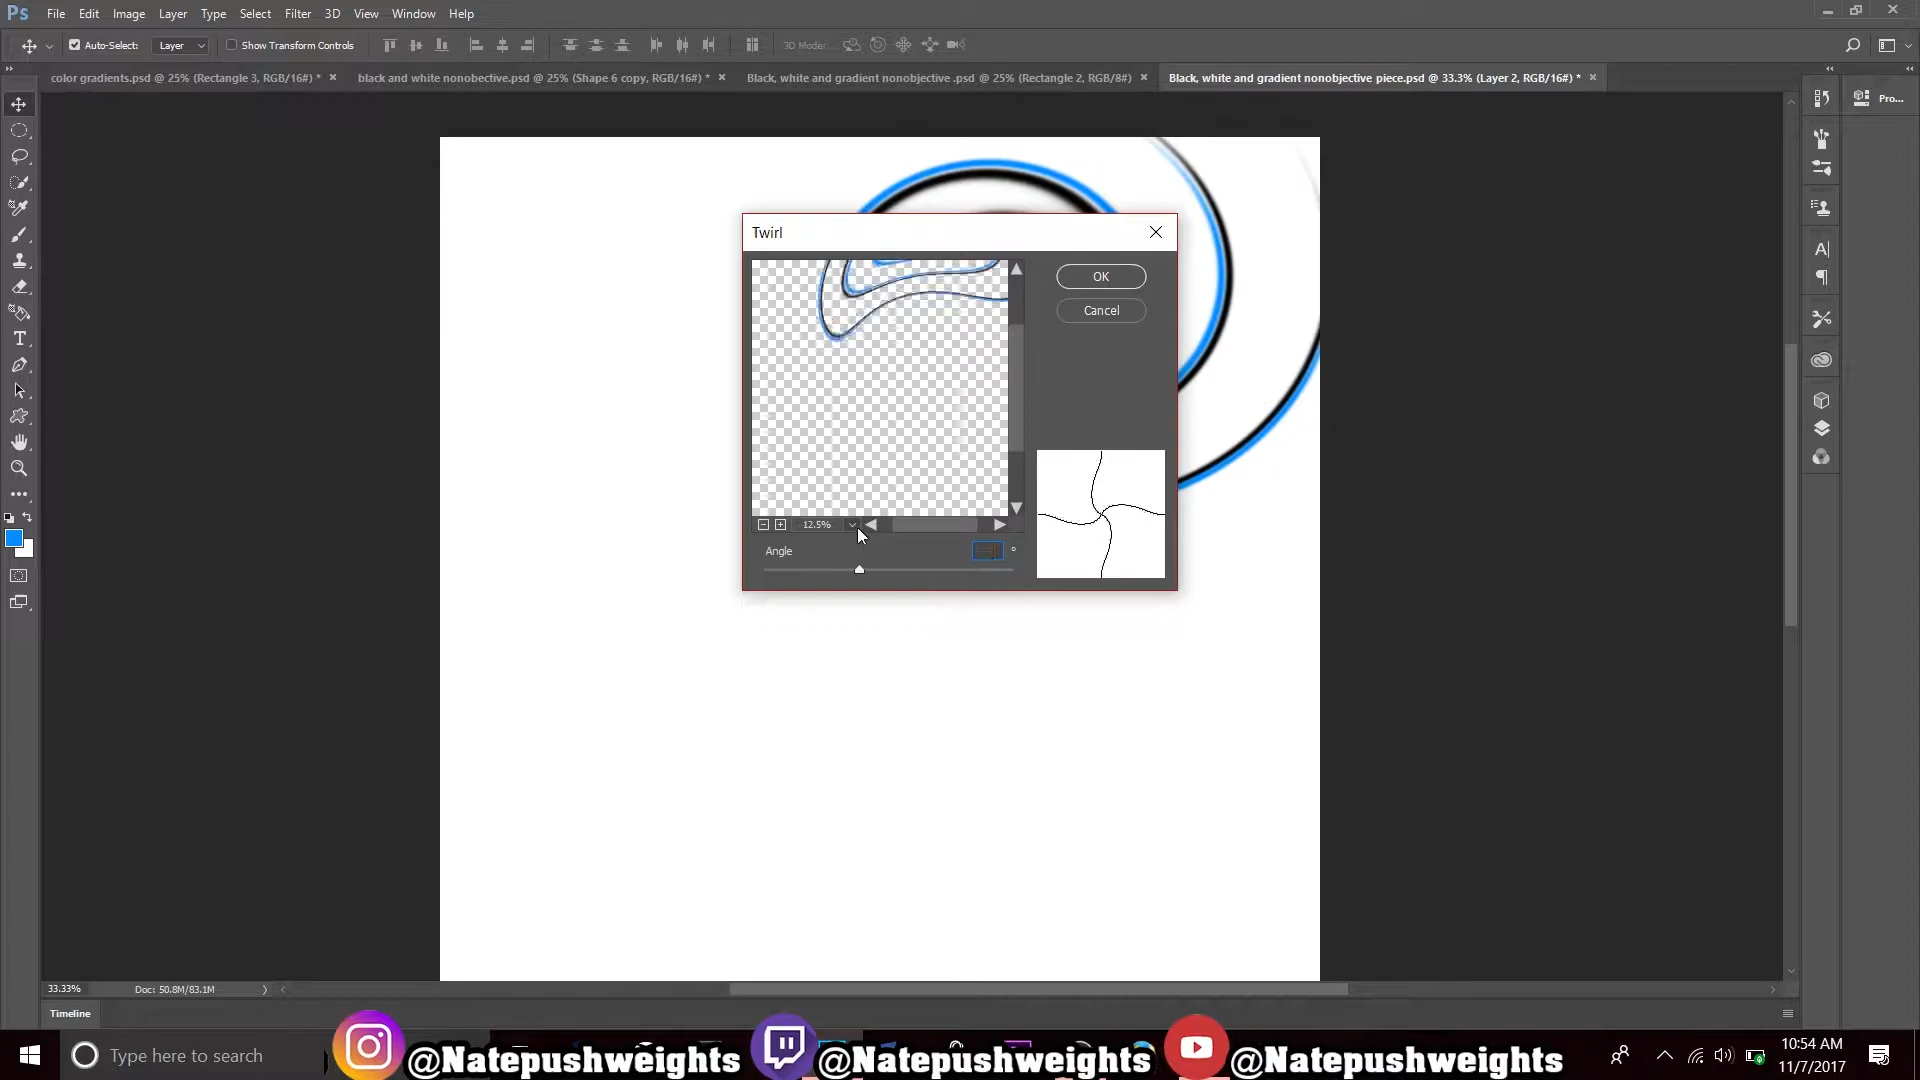 Ps File Edit Image Layer Type Select Filter 3D View Window Help
Auto-Select: Layer Show Transform Controls 3D Mode:
color gradients.psd @ 25% (Rectangle 3, RGB/16#) * × black and white nonobective.psd @ 25% (Shape 6 copy, RGB/16#) * × Black, white and gradient nonobjective .psd @ 25% (Rectangle 2, RGB/8#) × Black, white and gradient nonobjective piece.psd @ 33.3% (Layer 2, RGB/16#) * ×
Pro...
Twirl
OK
Cancel
12.5%
Angle
33.33% Doc: 50.8M/83.1M
Timeline
Type here to search
@Natepushweights @Natepushweights @Natepushweights
10:54 AM
11/7/2017